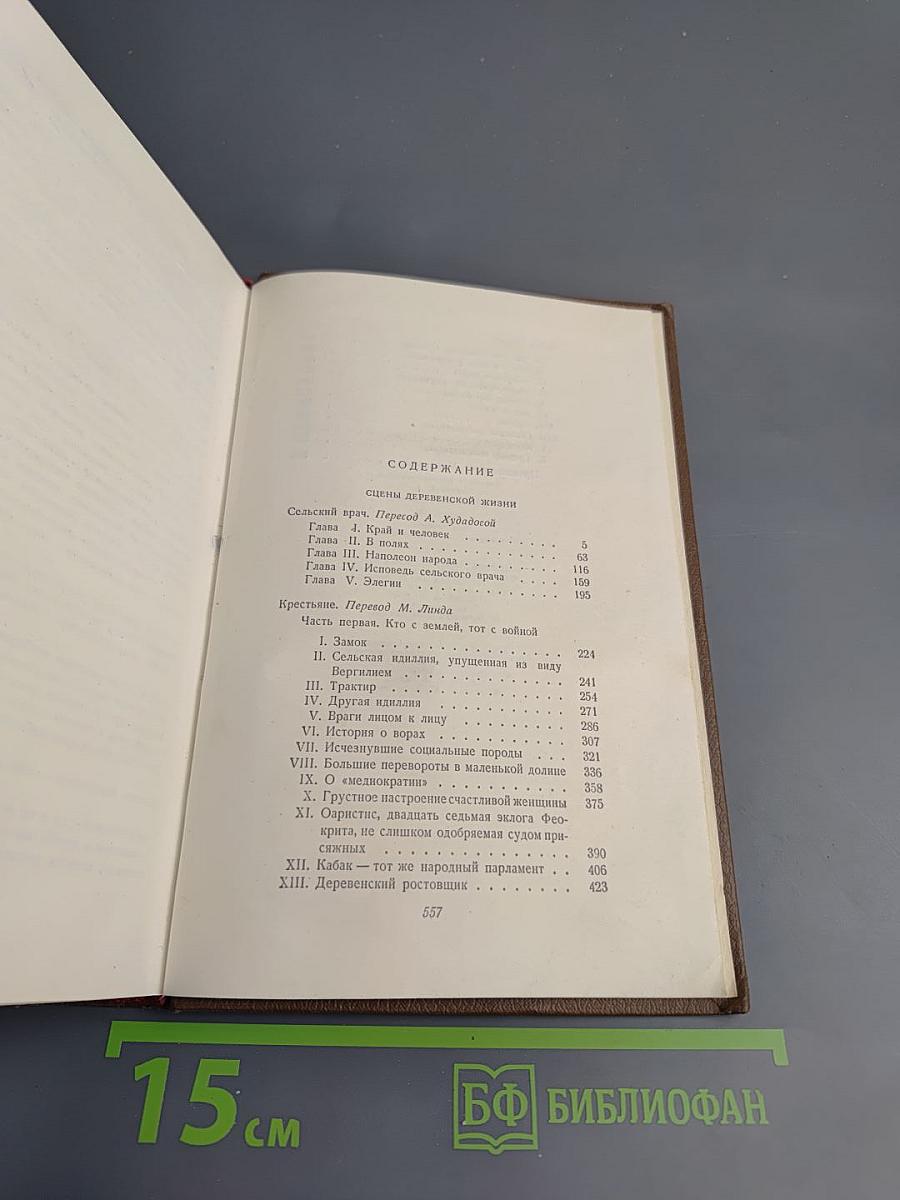 СОДЕРЖАНИЕ
СЦЕНЫ ДЕРЕВЕНСКОЙ ЖИЗНИ
Сельский врач. Перевод А. Худадовой
Глава I. Край и человек . . . . . . . . 5
Глава II. В полях . . . . . . . . . . . . 63
Глава III. Наполеон народа . . . . . . . . 116
Глава IV. Исповедь сельского врача . . . . 159
Глава V. Элегии . . . . . . . . . . . . 195
Крестьяне. Перевод М. Линда
Часть первая. Кто с землей, тот с войной
I. Замок . . . . . . . . . . . . . . . 224
II. Сельская идиллия, упущенная из виду
Вергилием . . . . . . . . . . . . . 241
III. Трактир . . . . . . . . . . . . . . 254
IV. Другая идиллия . . . . . . . . . . 271
V. Враги лицом к лицу . . . . . . . . 286
VI. История о ворах . . . . . . . . . . 307
VII. Исчезнувшие социальные породы . . . 321
VIII. Большие перевороты в маленькой долине 336
IX. О «медиократии» . . . . . . . . . . 358
X. Грустное настроение счастливой женщины 375
XI. Оаристис, двадцать седьмая эклога Фео-
крита, не слишком одобряемая судом при-
сяжных . . . . . . . . . . . . . . 390
XII. Кабак — тот же народный парламент . . 406
XIII. Деревенский ростовщик . . . . . . . . 423
557
15 см
БФ БИБЛИОФАН